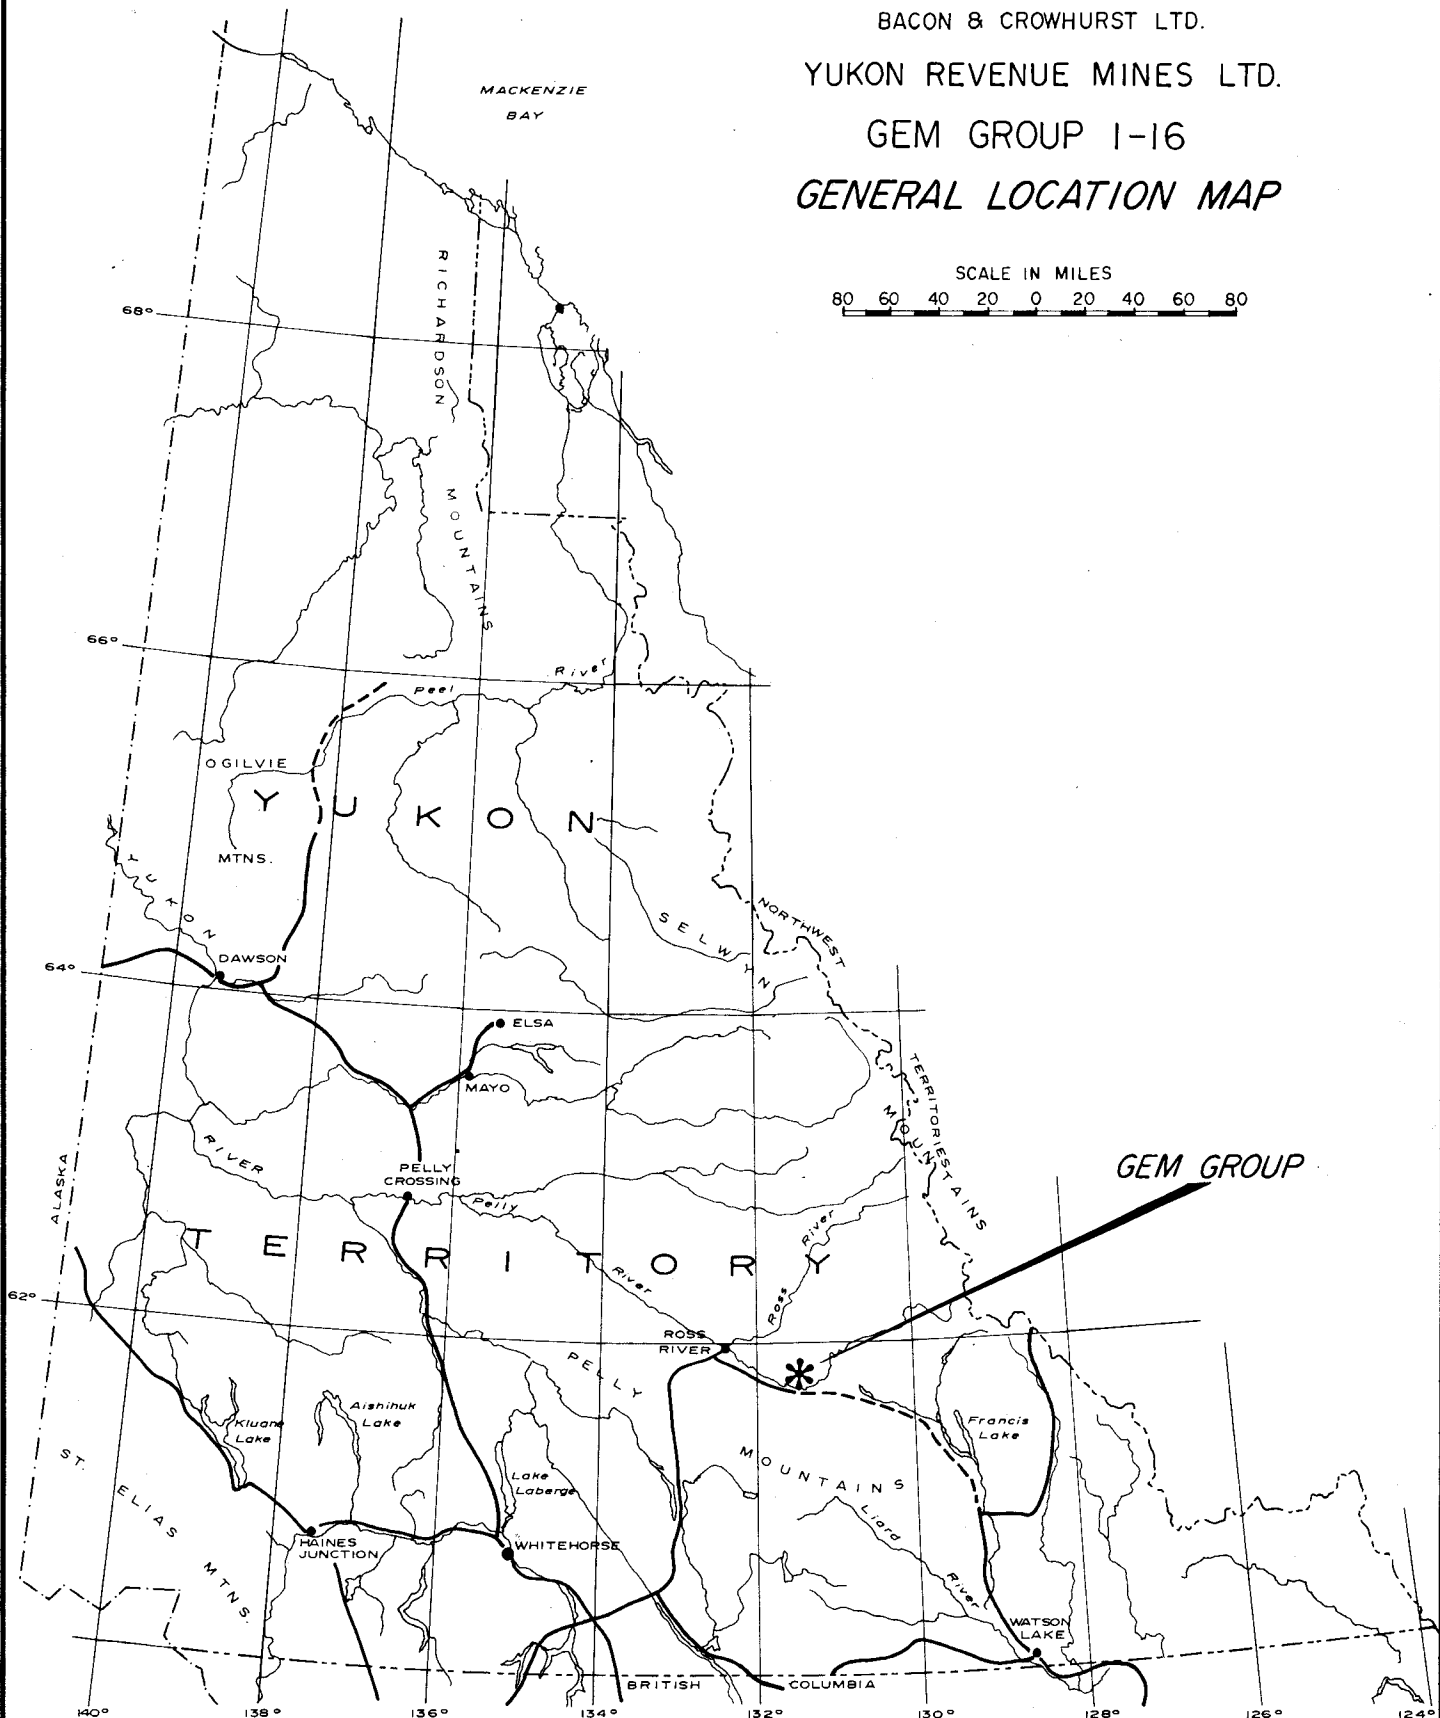 BACON & CROWHURST LTD.
YUKON REVENUE MINES LTD.
GEM GROUP 1-16
GENERAL LOCATION MAP
SCALE IN MILES
80 60 40 20 0 20 40 60 80
MACKENZIE
BAY
RICHARDSON
MOUNTAINS
68°
66°
Peel
River
OGILVIE
MTNS.
YUKON
YUKON
SELWYN
NORTHWEST
DAWSON
64°
ELSA
MAYO
TERRITORIES
MOUNTAINS
RIVER
PELLY
CROSSING
Pelly
GEM GROUP
ALASKA
TERRITORY
River
Ross
River
62°
ROSS
RIVER
PELLY
MOUNTAINS
Kluane
Lake
Aishihuk
Lake
Francis
Lake
ST. ELIAS MTNS.
Lake
Laberge
Liard
River
HAINES
JUNCTION
WHITEHORSE
WATSON
LAKE
BRITISH
COLUMBIA
140° 138° 136° 134° 132° 130° 128° 126° 124°